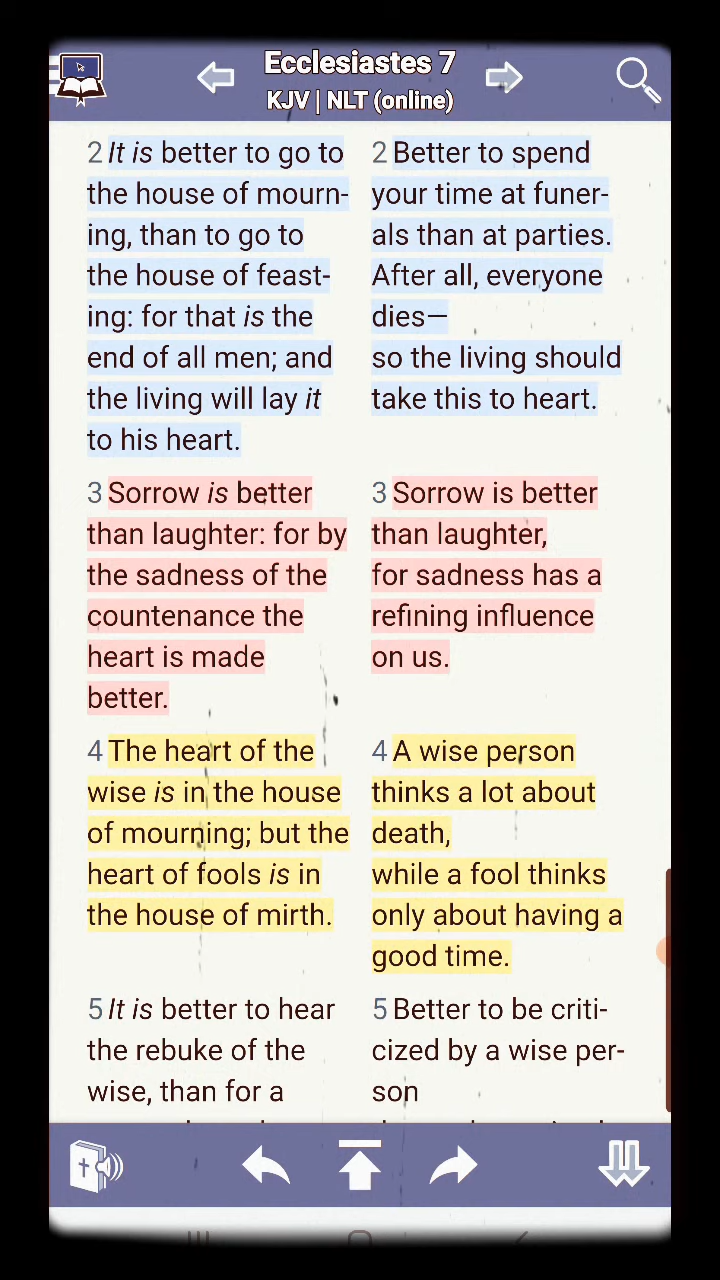 Ecclesiastes 7
KJV | NLT (online)
2 It is better to go to
the house of mourn-
ing, than to go to
the house of feast-
ing: for that is the
end of all men; and
the living will lay it
to his heart.
3 Sorrow is better
than laughter: for by
the sadness of the
countenance the
heart is made
better.
4 The heart of the
wise is in the house
of mourning; but the
heart of fools is in
the house of mirth.
5 It is better to hear
the rebuke of the
wise, than for a
2 Better to spend
your time at funer-
als than at parties.
After all, everyone
dies—
so the living should
take this to heart.
3 Sorrow is better
than laughter,
for sadness has a
refining influence
on us.
4 A wise person
thinks a lot about
death,
while a fool thinks
only about having a
good time.
5 Better to be criti-
cized by a wise per-
son